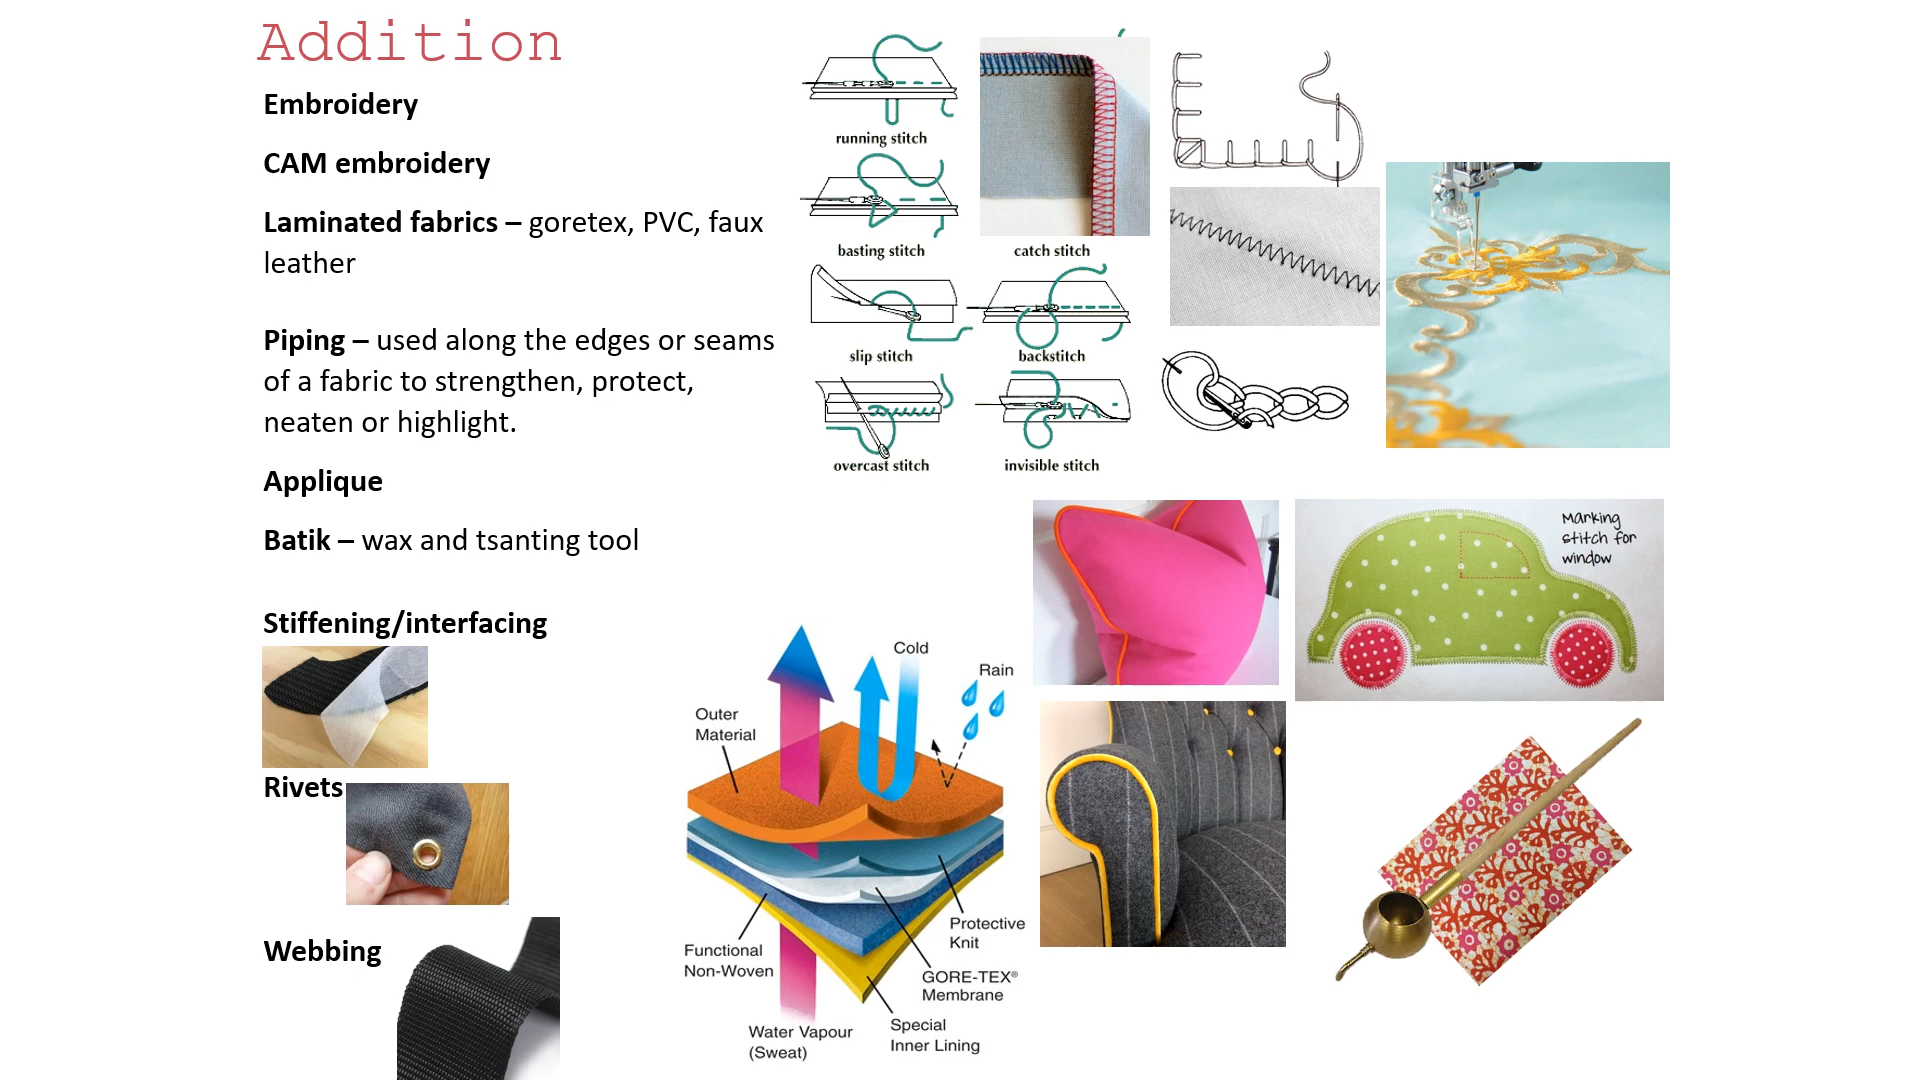 Addition
Embroidery
CAM embroidery
Laminated fabrics – goretex, PVC, faux
leather
Piping – used along the edges or seams
of a fabric to strengthen, protect,
neaten or highlight.
Applique
Batik – wax and tsanting tool
Stiffening/interfacing
Rivets
Webbing
running stitch
basting stitch
catch stitch
slip stitch
backstitch
overcast stitch
invisible stitch
Marking
stitch for
window
Cold
Rain
Outer
Material
Protective
Knit
Functional
Non-Woven
GORE-TEX®
Membrane
Special
Inner Lining
Water Vapour
(Sweat)